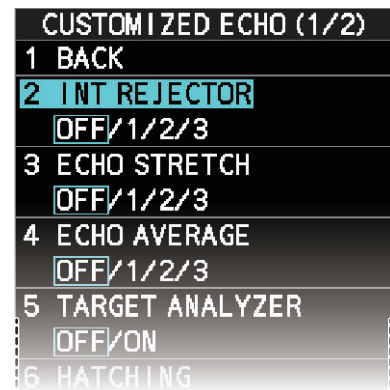 CUSTOMIZED ECHO (1/2)
1 BACK
2 INT REJECTOR
OFF/1/2/3
3 ECHO STRETCH
OFF/1/2/3
4 ECHO AVERAGE
OFF/1/2/3
5 TARGET ANALYZER
OFF/ON
6 HATCHING